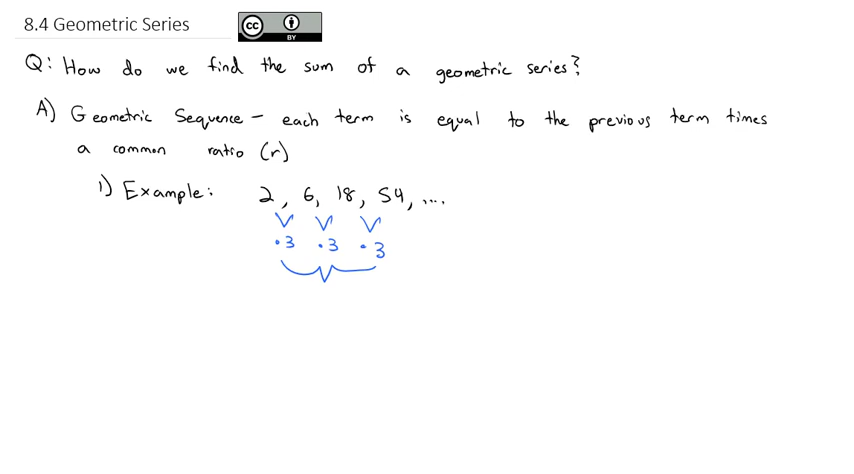 8.4 Geometric Series
cc BY
Q: How do we find the sum of a geometric series?
A) Geometric Sequence - each term is equal to the previous term times
a common ratio (r)
1) Example: 2, 6, 18, 54, ....
·3 ·3 ·3